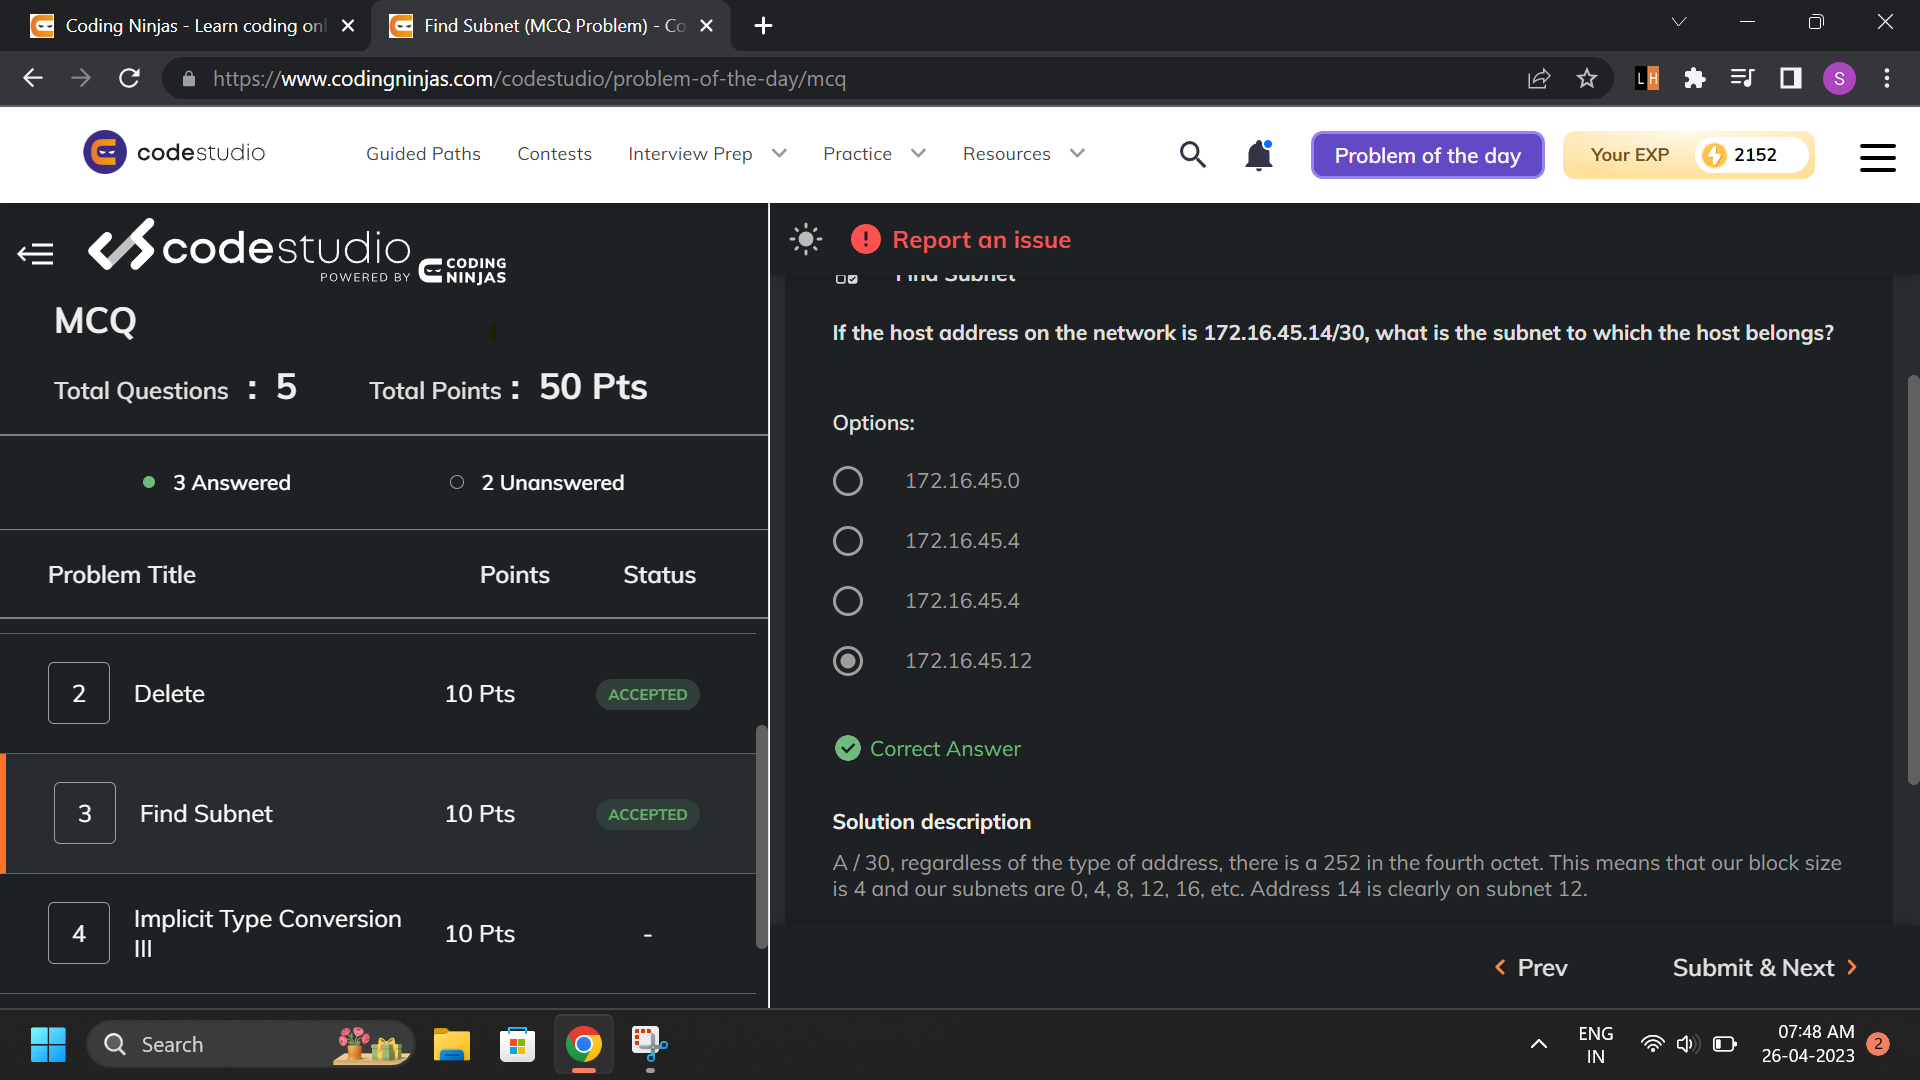 Coding Ninjas - Learn coding onl
Find Subnet (MCQ Problem) - Co
https://www.codingninjas.com/codestudio/problem-of-the-day/mcq
LH
S
codestudio
Guided Paths
Contests
Interview Prep
Practice
Resources
Problem of the day
Your EXP
2152
codestudio
POWERED BY
CODING
NINJAS
MCQ
Total Questions : 5
Total Points : 50 Pts
3 Answered
2 Unanswered
Problem Title
Points
Status
2
Delete
10 Pts
ACCEPTED
3
Find Subnet
10 Pts
ACCEPTED
4
Implicit Type Conversion
III
10 Pts
-
Report an issue
Find Subnet
If the host address on the network is 172.16.45.14/30, what is the subnet to which the host belongs?
Options:
172.16.45.0
172.16.45.4
172.16.45.4
172.16.45.12
Correct Answer
Solution description
A / 30, regardless of the type of address, there is a 252 in the fourth octet. This means that our block size
is 4 and our subnets are 0, 4, 8, 12, 16, etc. Address 14 is clearly on subnet 12.
Prev
Submit & Next
Search
ENG
IN
07:48 AM
26-04-2023
2